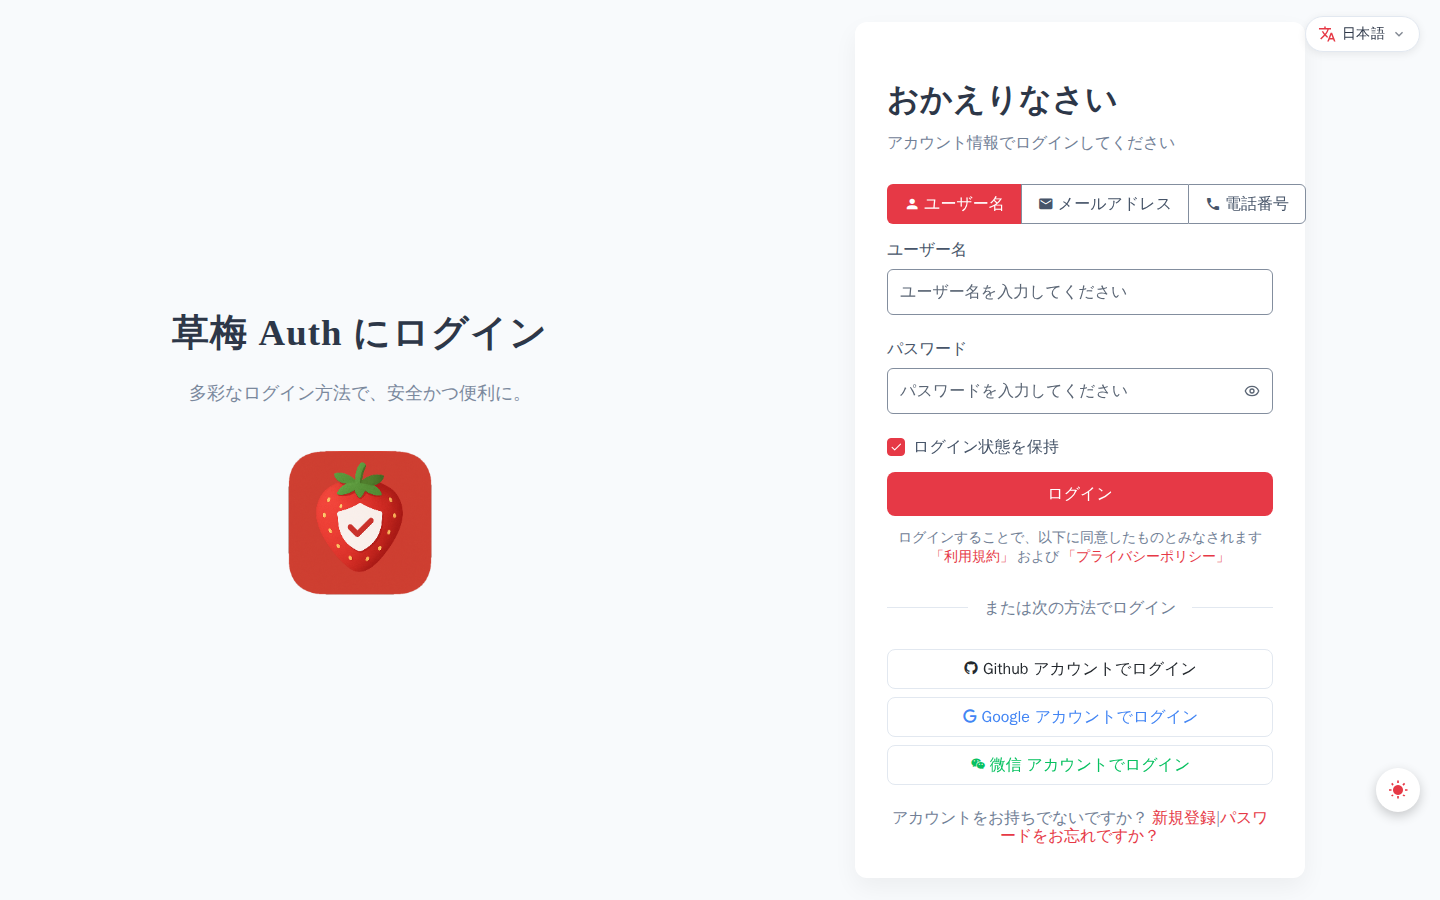 日本語
草梅 Auth にログイン
多彩なログイン方法で、安全かつ便利に。
おかえりなさい
アカウント情報でログインしてください
ユーザー名 メールアドレス 電話番号
ユーザー名
ユーザー名を入力してください
パスワード
パスワードを入力してください
ログイン状態を保持
ログイン
ログインすることで、以下に同意したものとみなされます
「利用規約」 および 「プライバシーポリシー」
または次の方法でログイン
Github アカウントでログイン
Google アカウントでログイン
微信 アカウントでログイン
アカウントをお持ちでないですか？ 新規登録|パスワ
ードをお忘れですか？